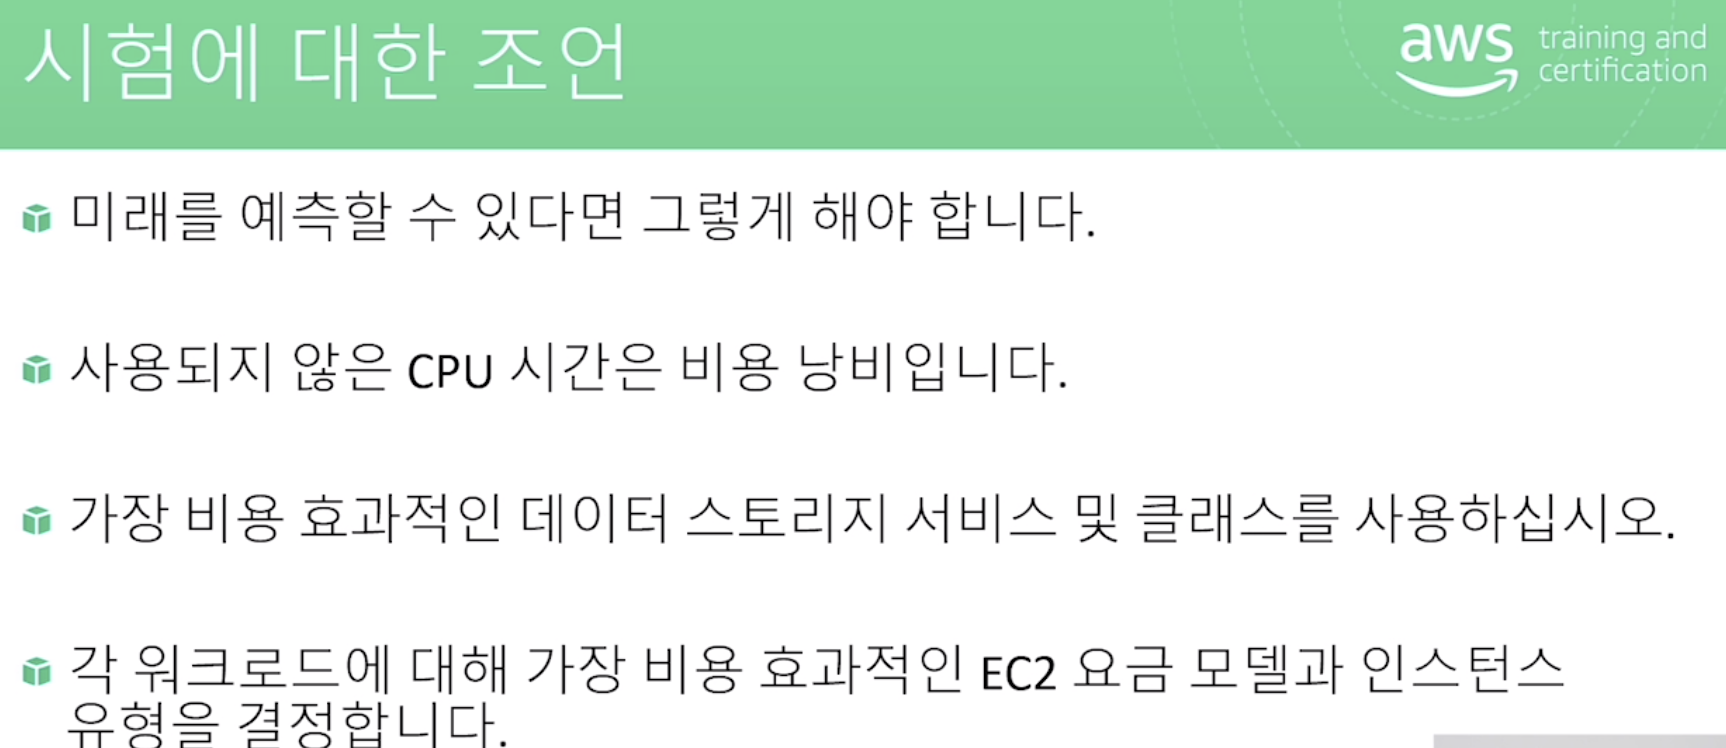 시험에 대한 조언
aws training and
certification
미래를 예측할 수 있다면 그렇게 해야 합니다.
사용되지 않은 CPU 시간은 비용 낭비입니다.
가장 비용 효과적인 데이터 스토리지 서비스 및 클래스를 사용하십시오.
각 워크로드에 대해 가장 비용 효과적인 EC2 요금 모델과 인스턴스
유형을 결정합니다.